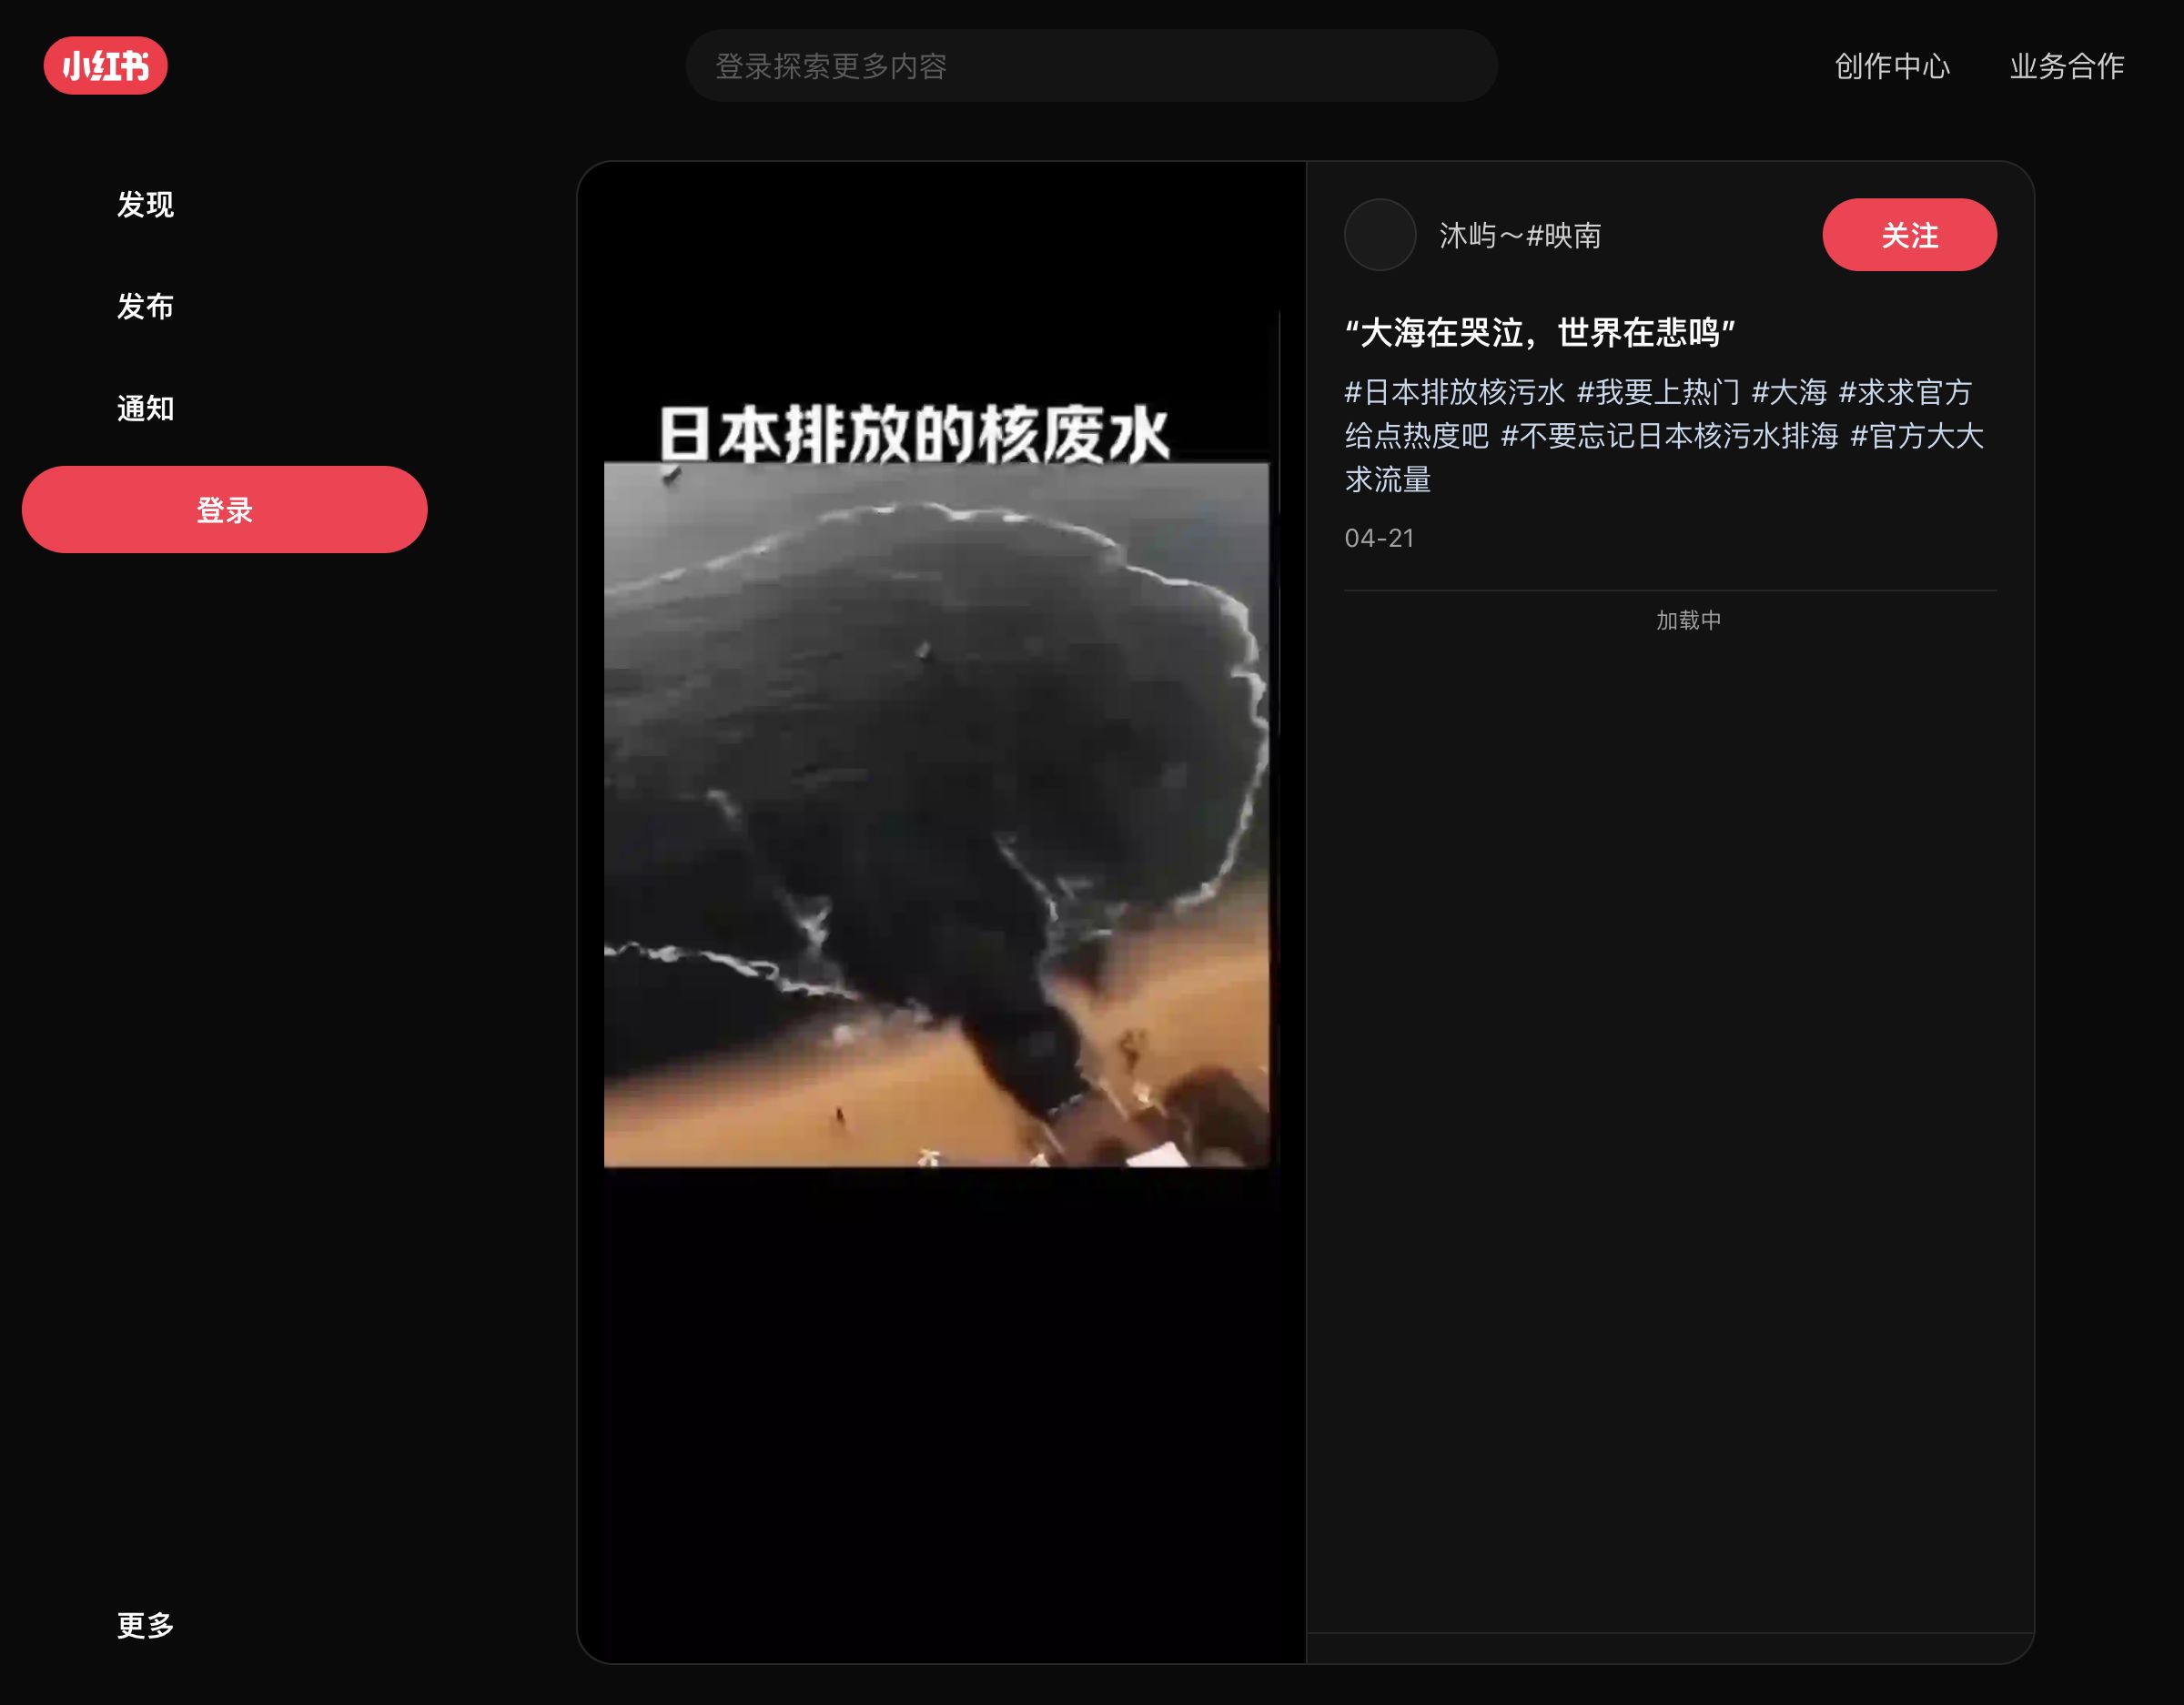 小红书
登录探索更多内容
创作中心
业务合作
发现
发布
通知
登录
更多
日本排放的核废水
沐屿～#映南
关注
“大海在哭泣，世界在悲鸣”
#日本排放核污水 #我要上热门 #大海 #求求官方
给点热度吧 #不要忘记日本核污水排海 #官方大大
求流量
04-21
加载中